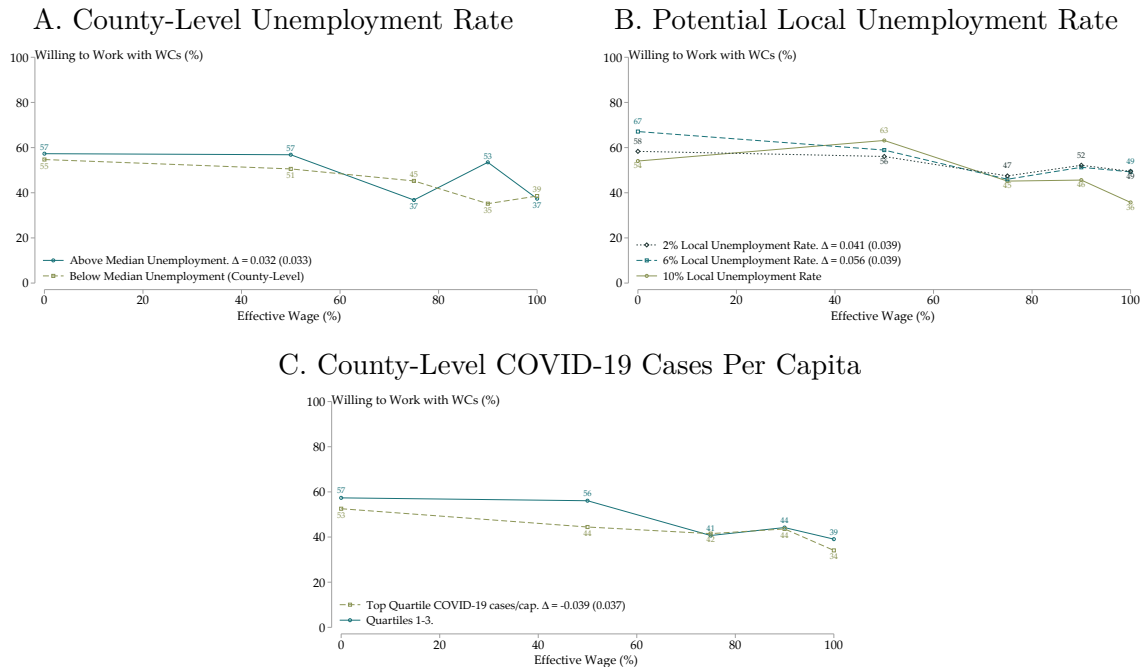 A. County-Level Unemployment Rate
Willing to Work with WCs (%)
100
80
60
40
20
0
57
57
37
53
37
55
51
45
35
39
Above Median Unemployment. Δ = 0.032 (0.033)
Below Median Unemployment (County-Level)
0 20 40 60 80 100
Effective Wage (%)
B. Potential Local Unemployment Rate
Willing to Work with WCs (%)
100
80
60
40
20
0
67
58
54
63
56
47
45
52
46
49
49
36
2% Local Unemployment Rate. Δ = 0.041 (0.039)
6% Local Unemployment Rate. Δ = 0.056 (0.039)
10% Local Unemployment Rate
0 20 40 60 80 100
Effective Wage (%)
C. County-Level COVID-19 Cases Per Capita
Willing to Work with WCs (%)
100
80
60
40
20
0
57
53
56
44
41
42
44
44
39
34
Top Quartile COVID-19 cases/cap. Δ = -0.039 (0.037)
Quartiles 1-3.
0 20 40 60 80 100
Effective Wage (%)